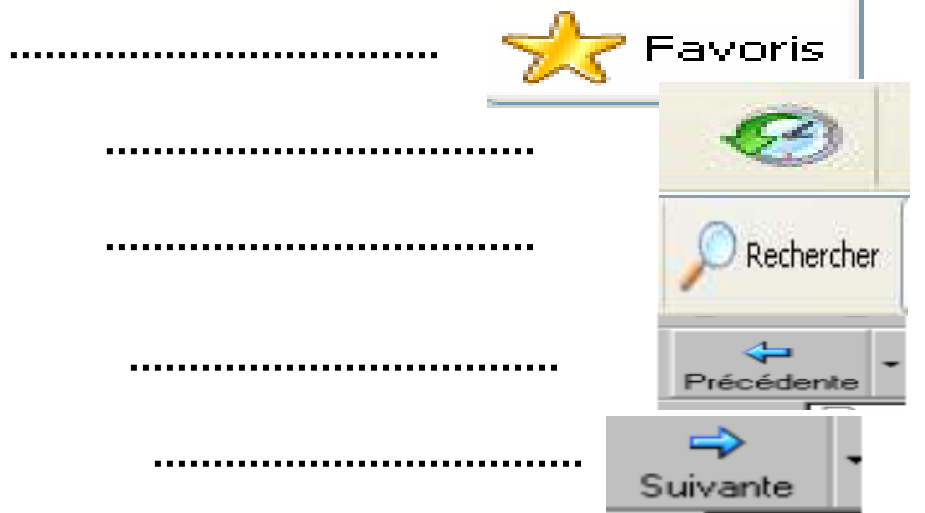 .................................... Favoris
....................................
.................................... Rechercher
.................................... Précédente
.................................... Suivante